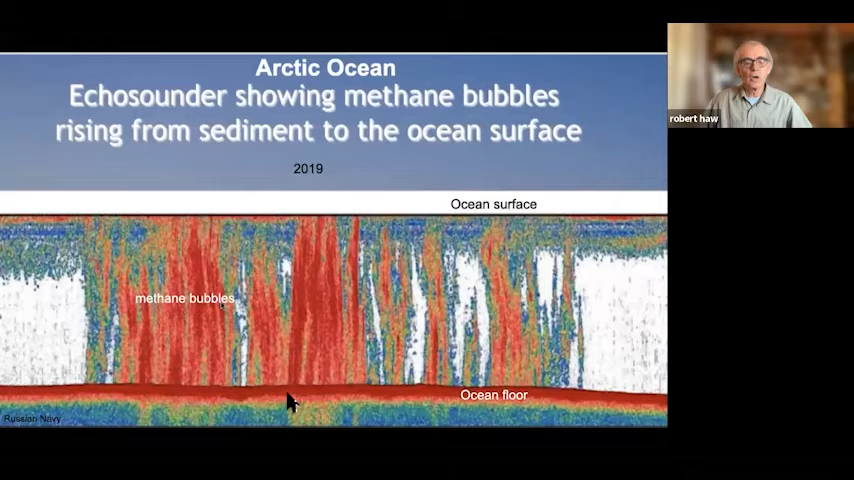 Arctic Ocean
Echosounder showing methane bubbles
rising from sediment to the ocean surface
2019
Ocean surface
methane bubbles
Ocean floor
Russian Navy
robert haw